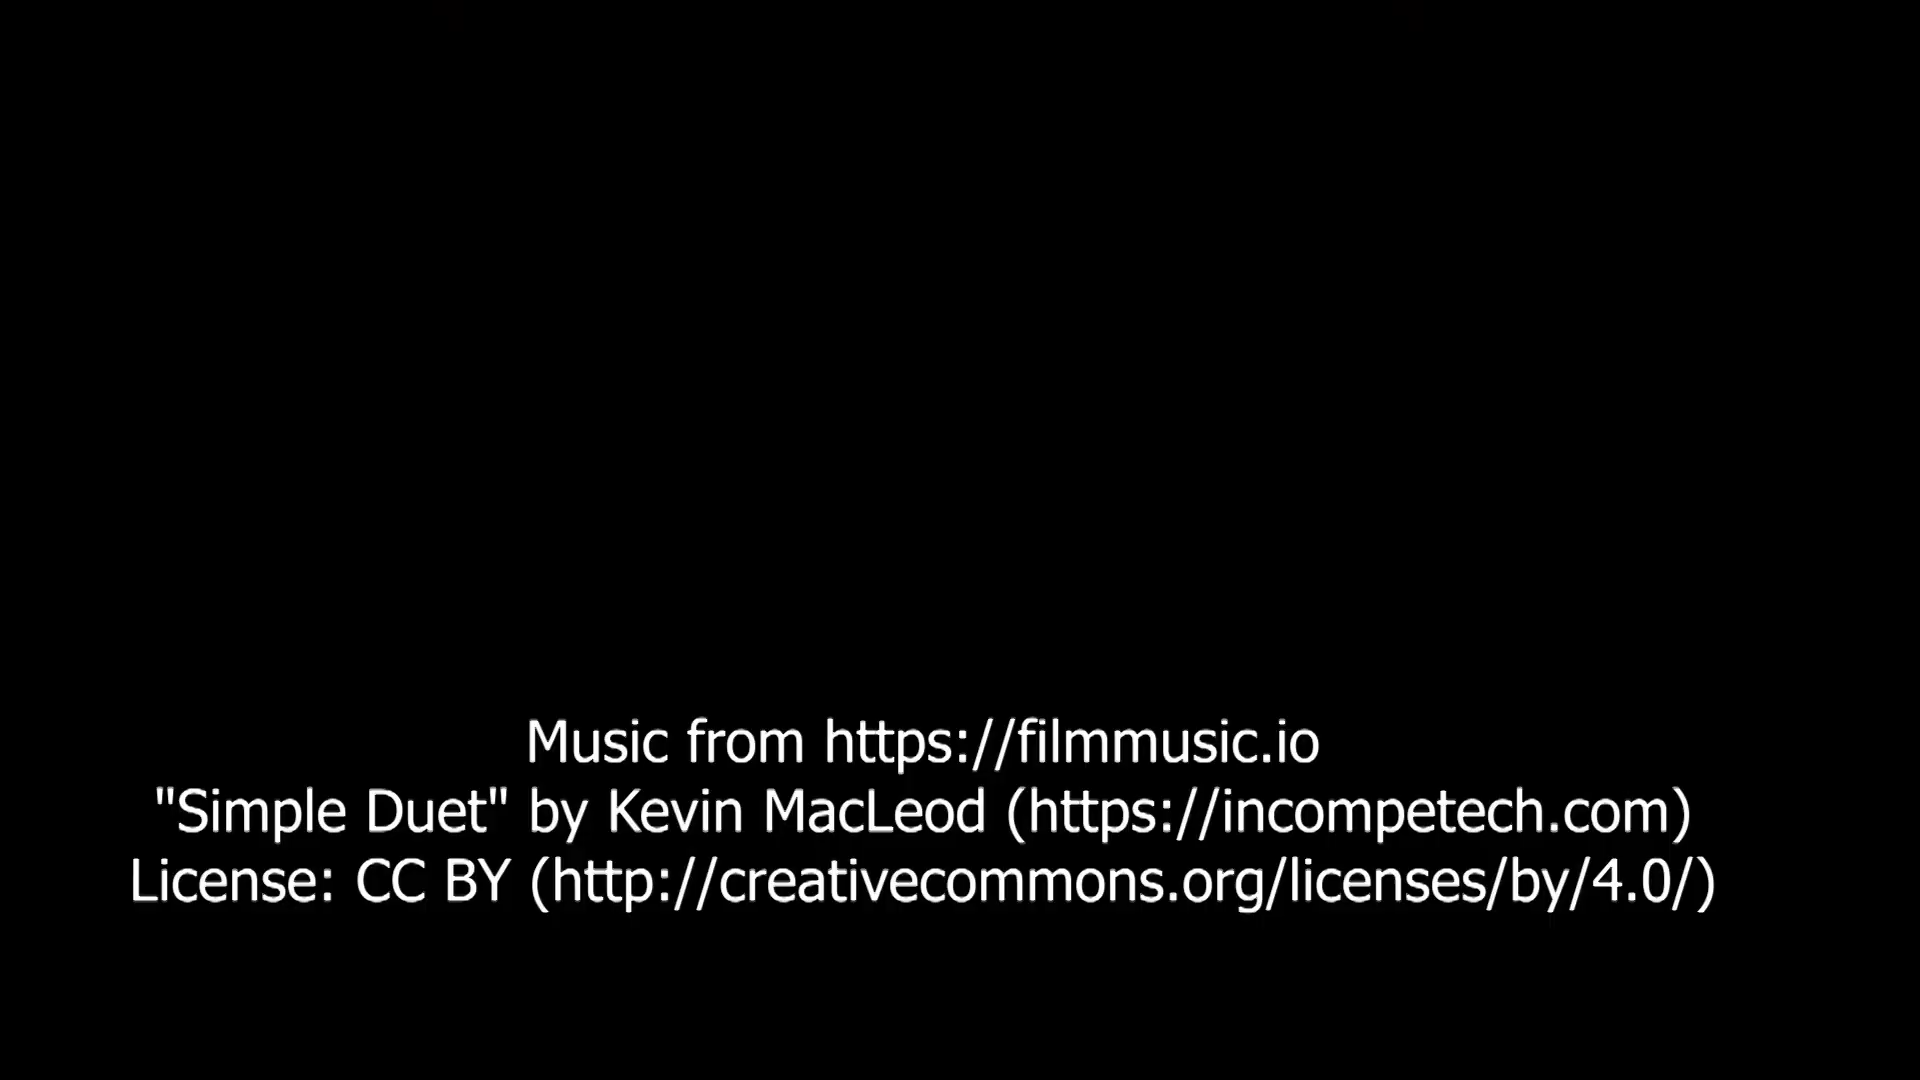 Music from https://filmmusic.io
"Simple Duet" by Kevin MacLeod (https://incompetech.com)
License: CC BY (http://creativecommons.org/licenses/by/4.0/)